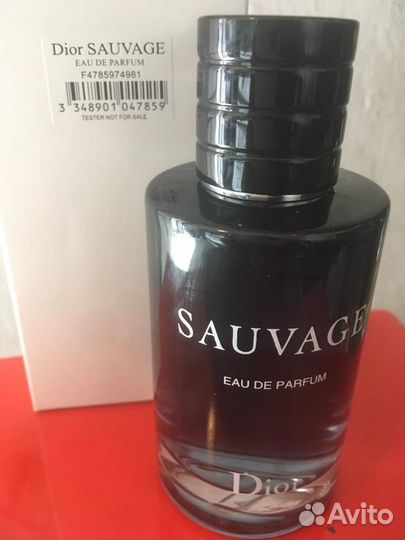 Dior SAUVAGE
EAU DE PARFUM
F4785974981
3 348901 047859
TESTER NOT FOR SALE
SAUVAGE
EAU DE PARFUM
Dior
Avito